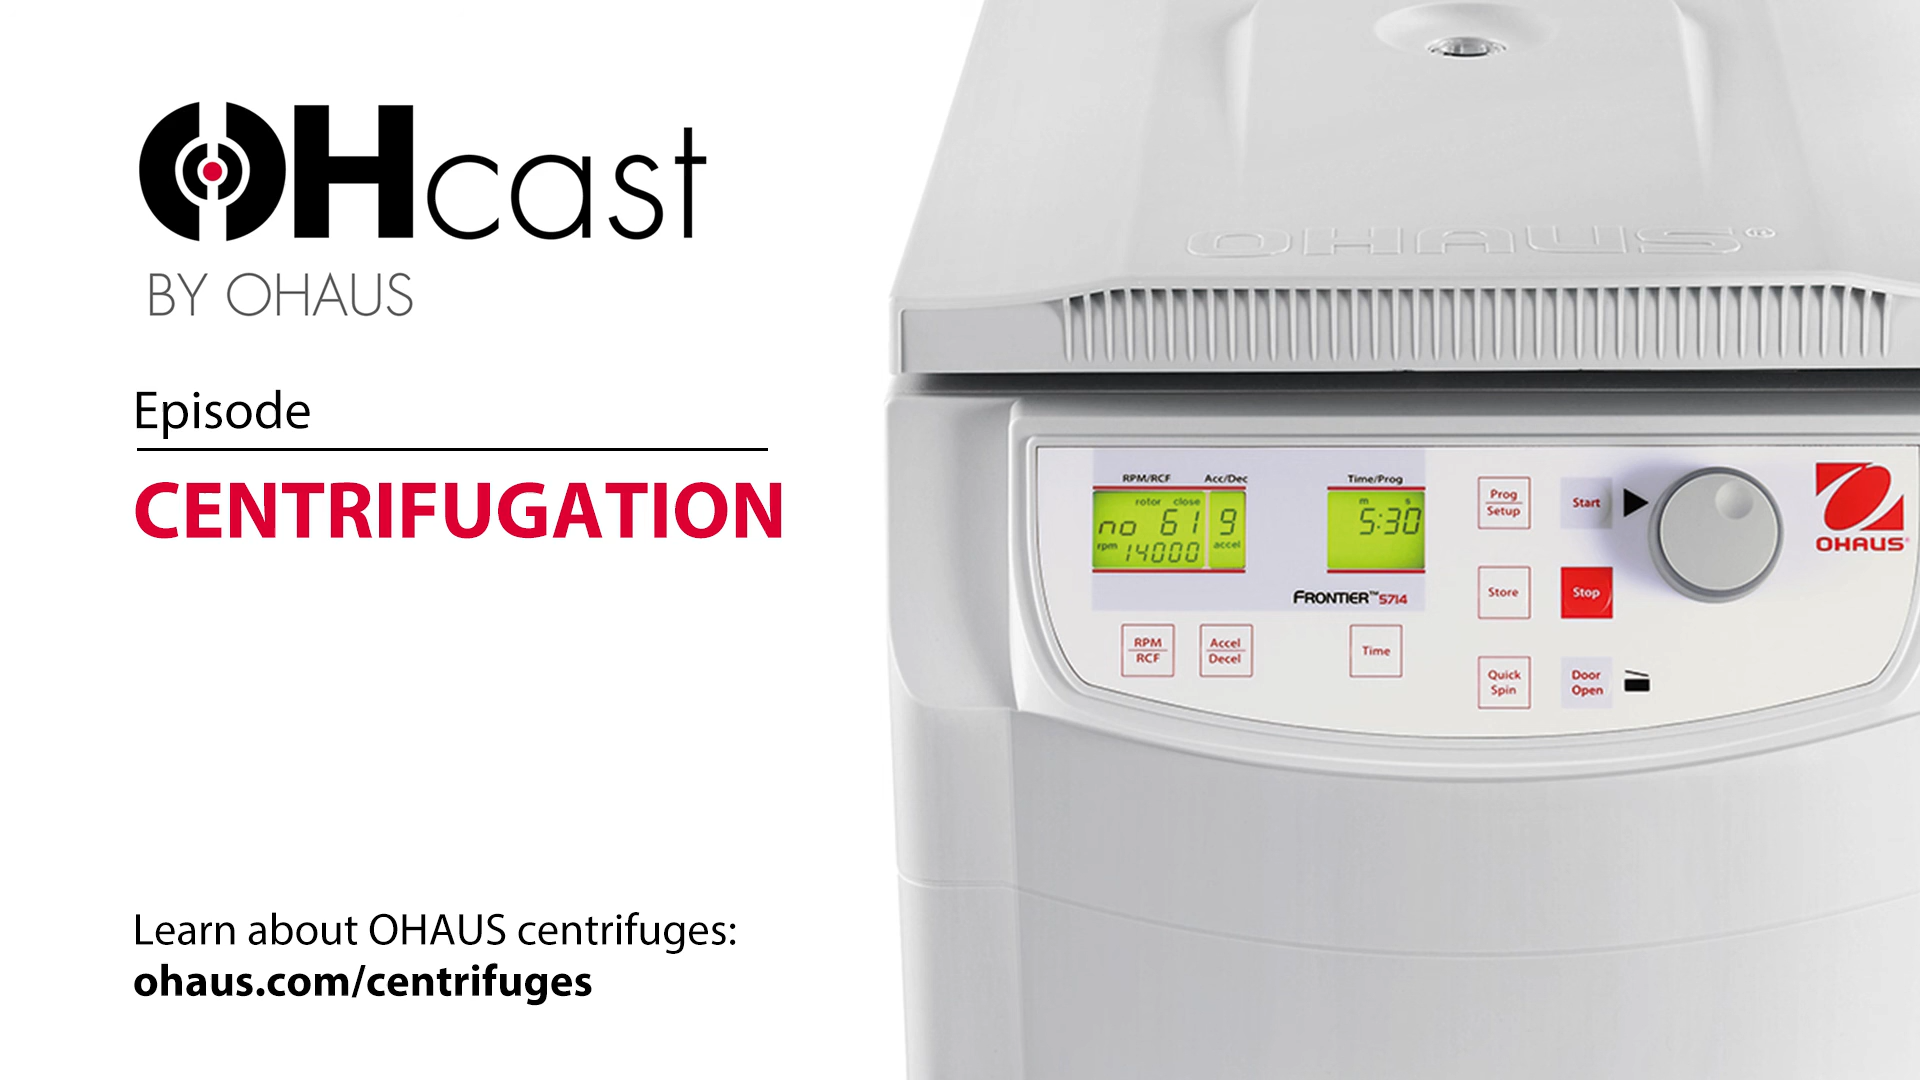 OHcast
BY OHAUS
Episode
CENTRIFUGATION
Learn about OHAUS centrifuges:
ohaus.com/centrifuges
OHAUS®
RPM/RCF Acc/Dec Time/Prog
rotor close
no 61 9
rpm 14000 accel
m s
5:30
FRONTIER™ 5714
RPM
RCF
Accel
Decel
Time
Prog
Setup
Start
Store
Stop
Quick
Spin
Door
Open
OHAUS®